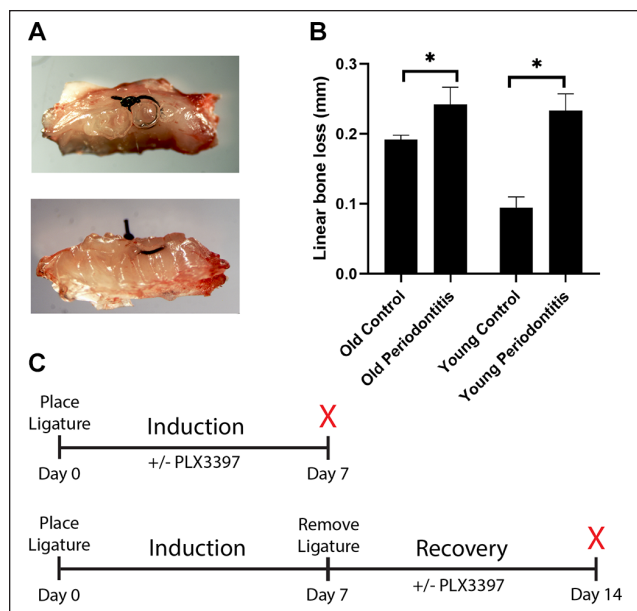 A
B
Linear bone loss (mm)
0.3
0.2
0.1
0.0
*
*
Old Control
Old Periodontitis
Young Control
Young Periodontitis
C
Place
Ligature
Induction
X
+/- PLX3397
Day 0
Day 7
Place
Ligature
Induction
Remove
Ligature
Recovery
X
+/- PLX3397
Day 0
Day 7
Day 14